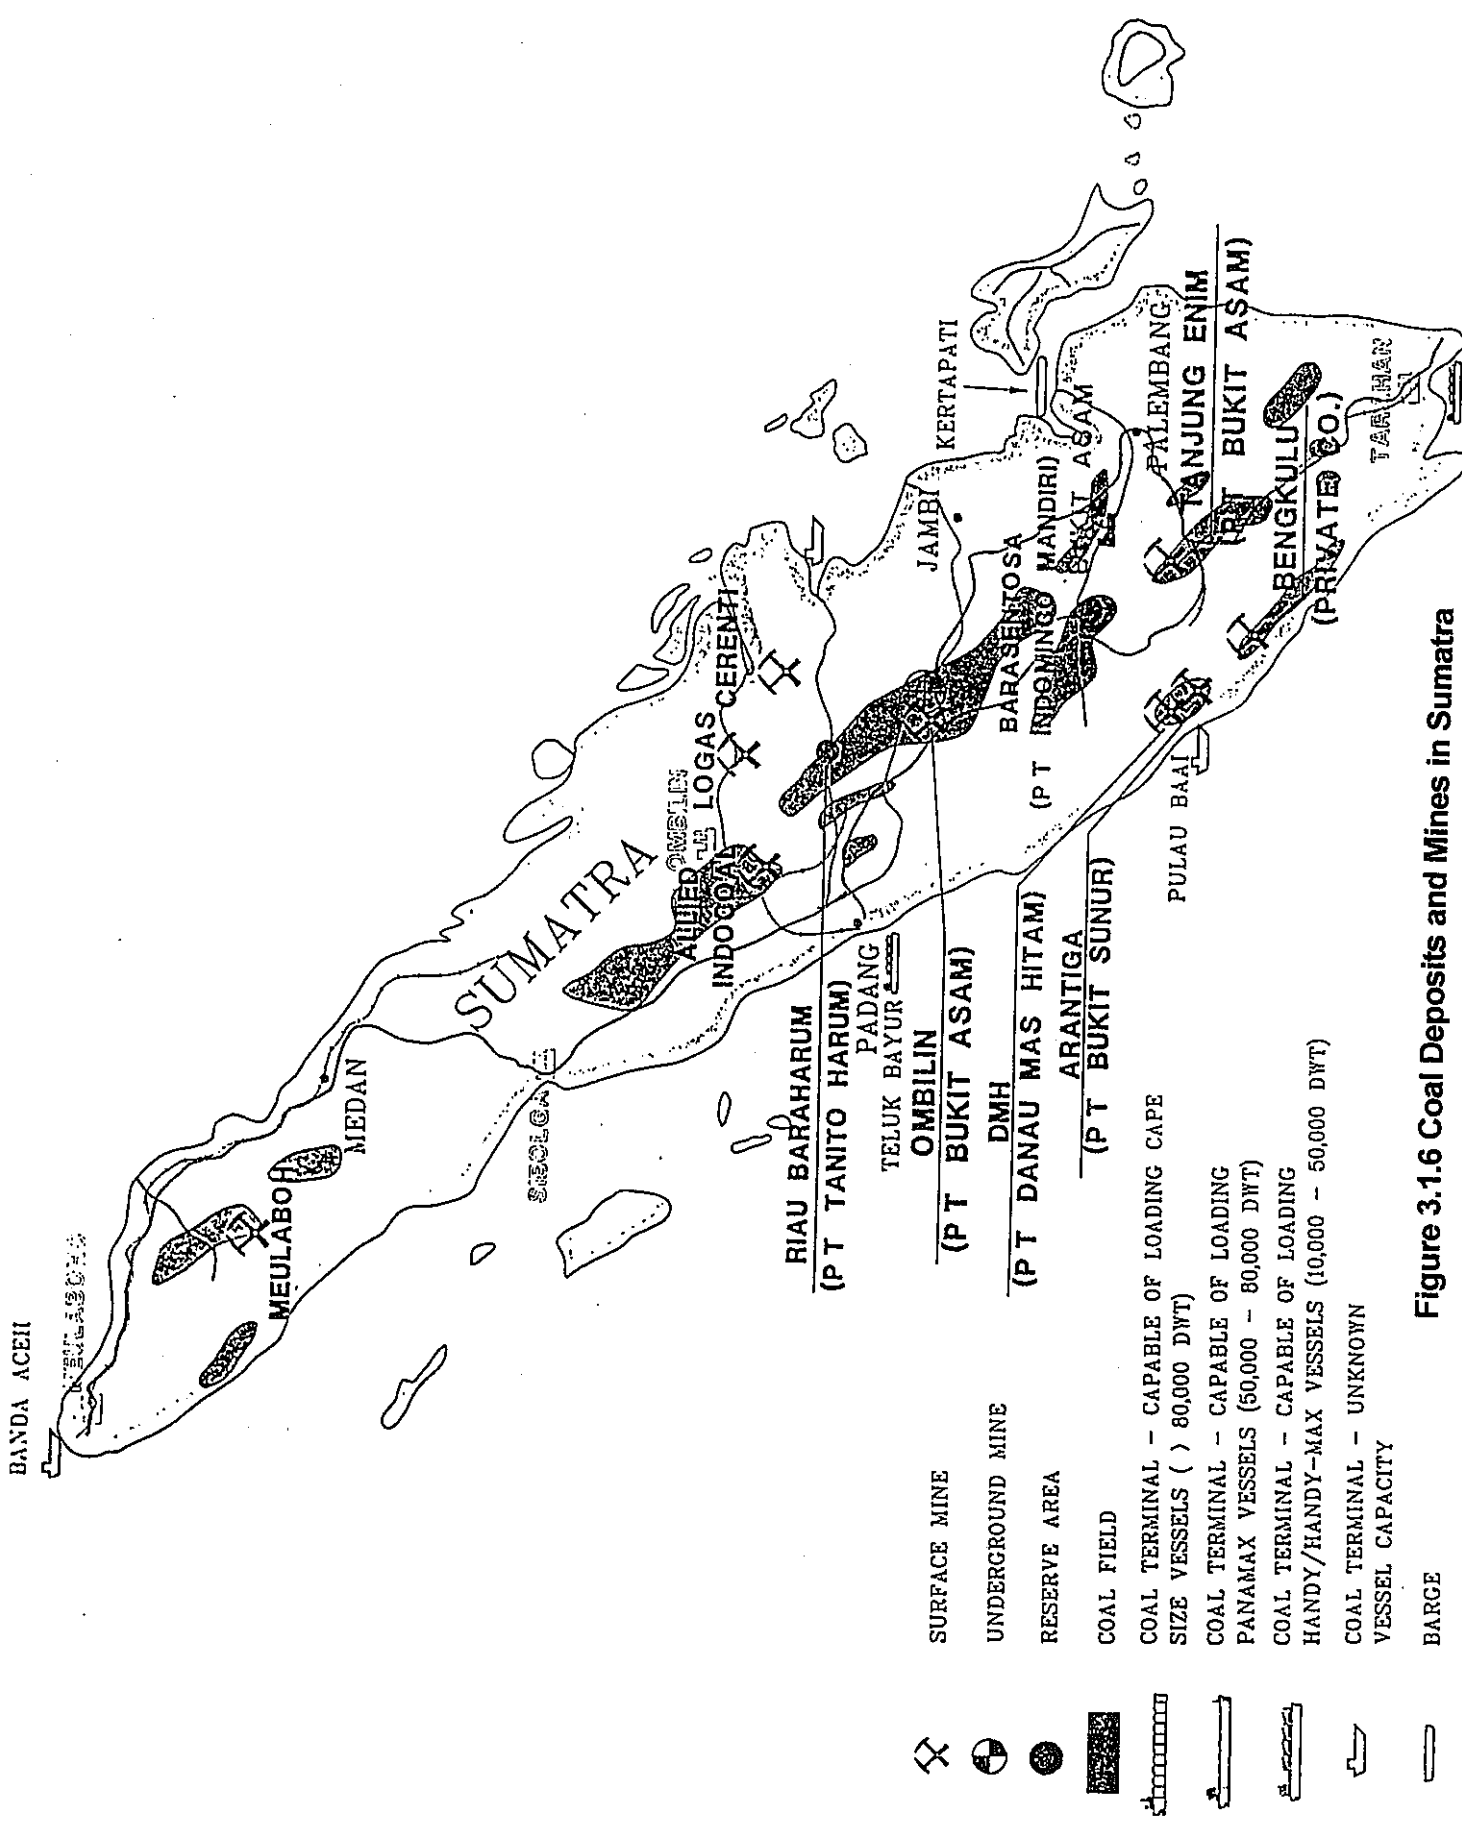 BANDA ACEH
MEULABOH
MEDAN
MEULABOH
SUMATRA
SIBOLGA
OMBILIN
ALLIED
INDOCOAL
LOGAS
CERENTI
RIAU BARAHARUM
(P T TANITO HARUM)
PADANG
TELUK BAYUR
OMBILIN
(P T BUKIT ASAM)
DMH
(P T DANAU MAS HITAM)
ARANTIGA
(P T BUKIT SUNUR)
JAMBI
KERTAPATI
BARASENTOSA
(P T INDOMINGO MANDIRI)
BUKIT ASAM
PALEMBANG
TANJUNG ENIM
(P T BUKIT ASAM)
PULAU BAAI
BENGKULU
(PRIVATE CO.)
TARAHAN
SURFACE MINE
UNDERGROUND MINE
RESERVE AREA
COAL FIELD
COAL TERMINAL - CAPABLE OF LOADING CAPE
SIZE VESSELS ( ) 80,000 DWT)
COAL TERMINAL - CAPABLE OF LOADING
PANAMAX VESSELS (50,000 - 80,000 DWT)
COAL TERMINAL - CAPABLE OF LOADING
HANDY/HANDY-MAX VESSELS (10,000 - 50,000 DWT)
COAL TERMINAL - UNKNOWN
VESSEL CAPACITY
BARGE
Figure 3.1.6 Coal Deposits and Mines in Sumatra